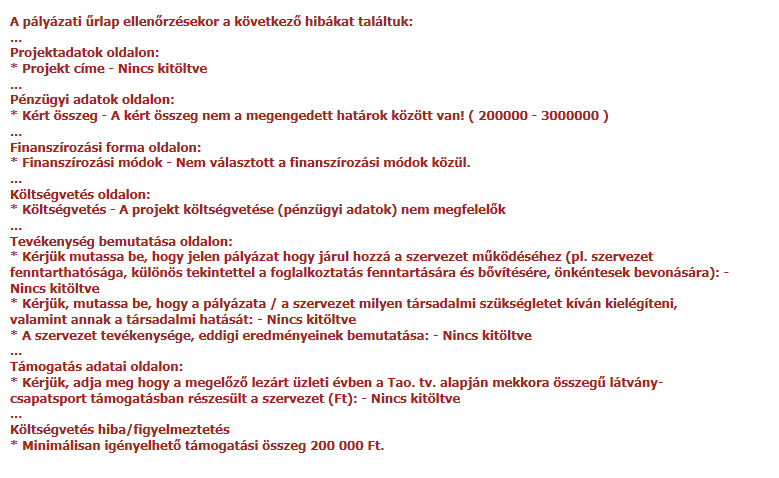 A pályázati űrlap ellenőrzésekor a következő hibákat találtuk:
...
Projektadatok oldalon:
* Projekt címe - Nincs kitöltve
...
Pénzügyi adatok oldalon:
* Kért összeg - A kért összeg nem a megengedett határok között van! ( 200000 - 3000000 )
...
Finanszírozási forma oldalon:
* Finanszírozási módok - Nem választott a finanszírozási módok közül.
...
Költségvetés oldalon:
* Költségvetés - A projekt költségvetése (pénzügyi adatok) nem megfelelők
...
Tevékenység bemutatása oldalon:
* Kérjük mutassa be, hogy jelen pályázat hogy járul hozzá a szervezet működéséhez (pl. szervezet
fenntarthatósága, különös tekintettel a foglalkoztatás fenntartására és bővítésére, önkéntesek bevonására): -
Nincs kitöltve
* Kérjük, mutassa be, hogy a pályázata / a szervezet milyen társadalmi szükségletet kíván kielégíteni,
valamint annak a társadalmi hatását: - Nincs kitöltve
* A szervezet tevékenysége, eddigi eredményeinek bemutatása: - Nincs kitöltve
...
Támogatás adatai oldalon:
* Kérjük, adja meg hogy a megelőző lezárt üzleti évben a Tao. tv. alapján mekkora összegű látvány-
csapatsport támogatásban részesült a szervezet (Ft): - Nincs kitöltve
...
Költségvetés hiba/figyelmeztetés
* Minimálisan igényelhető támogatási összeg 200 000 Ft.